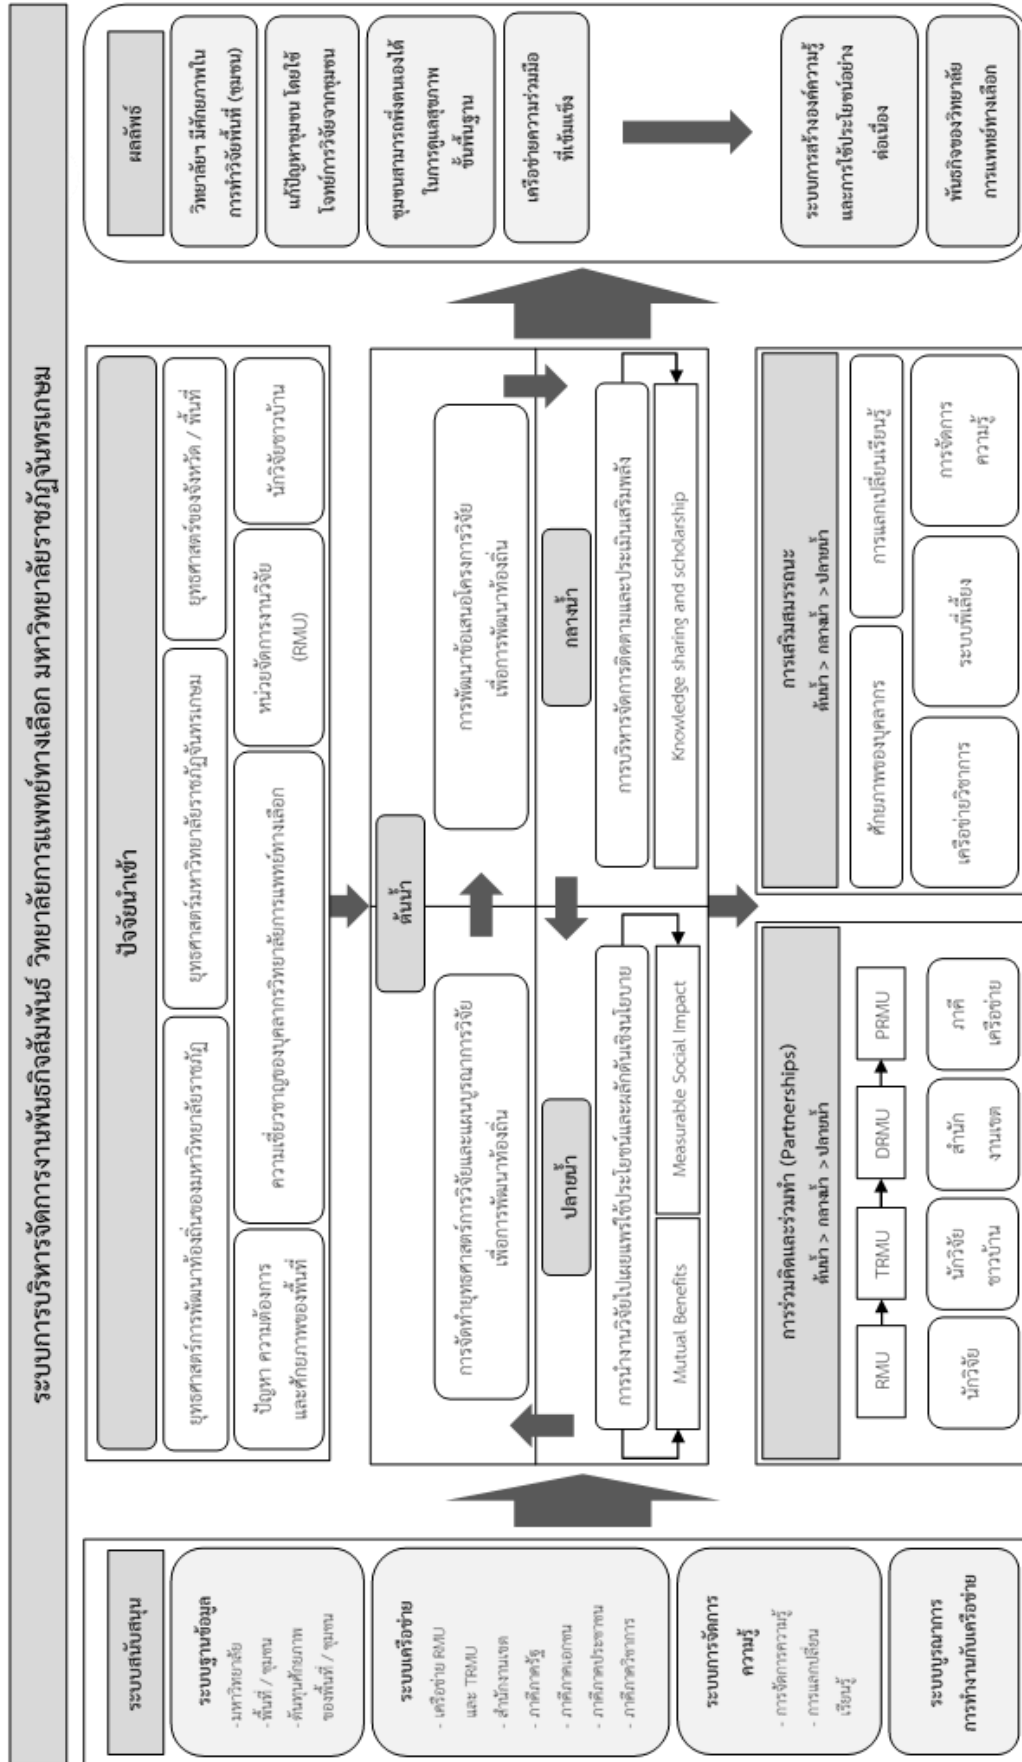 ระบบการบริหารจัดการงานพันธกิจสัมพันธ์ วิทยาลัยการแพทย์ทางเลือก มหาวิทยาลัยราชภัฏจันทรเกษม
ระบบสนับสนุน
ระบบฐานข้อมูล
- มหาวิทยาลัย
- พื้นที่ / ชุมชน
- ต้นทุนศักยภาพ
ของพื้นที่ / ชุมชน
ระบบเครือข่าย
- เครือข่าย RMU
และ TRMU
- สำนักงานเขต
- ภาคีภาครัฐ
- ภาคีภาคเอกชน
- ภาคีภาคประชาชน
- ภาคีภาควิชาการ
ระบบการจัดการ
ความรู้
- การจัดการความรู้
- การแลกเปลี่ยน
เรียนรู้
ระบบบูรณาการ
การทำงานกับเครือข่าย
ปัจจัยนำเข้า
ยุทธศาสตร์การพัฒนาท้องถิ่นของมหาวิทยาลัยราชภัฏ
ยุทธศาสตร์มหาวิทยาลัยราชภัฏจันทรเกษม
ยุทธศาสตร์ของจังหวัด / พื้นที่
ปัญหา ความต้องการ
และศักยภาพของพื้นที่
ความเชี่ยวชาญของบุคลากรวิทยาลัยการแพทย์ทางเลือก
หน่วยจัดการงานวิจัย
(RMU)
นักวิจัยชาวบ้าน
ต้นน้ำ
การจัดทำยุทธศาสตร์การวิจัยและแผนบูรณาการวิจัย
เพื่อการพัฒนาท้องถิ่น
การพัฒนาข้อเสนอโครงการวิจัย
เพื่อการพัฒนาท้องถิ่น
ปลายน้ำ
กลางน้ำ
การนำงานวิจัยไปเผยแพร่ใช้ประโยชน์และผลักดันเชิงนโยบาย
การบริหารจัดการติดตามและประเมินเสริมพลัง
Mutual Benefits
Measurable Social Impact
Knowledge sharing and scholarship
การร่วมคิดและร่วมทำ (Partnerships)
ต้นน้ำ > กลางน้ำ > ปลายน้ำ
RMU
TRMU
DRMU
PRMU
นักวิจัย
นักวิจัย
ชาวบ้าน
สำนัก
งานเขต
ภาคี
เครือข่าย
การเสริมสมรรถนะ
ต้นน้ำ > กลางน้ำ > ปลายน้ำ
ศักยภาพของบุคลากร
การแลกเปลี่ยนเรียนรู้
เครือข่ายวิชาการ
ระบบพี่เลี้ยง
การจัดการ
ความรู้
ผลลัพธ์
วิทยาลัยฯ มีศักยภาพใน
การทำวิจัยพื้นที่ (ชุมชน)
แก้ปัญหาชุมชน โดยใช้
โจทย์การวิจัยจากชุมชน
ชุมชนสามารถพึ่งตนเองได้
ในการดูแลสุขภาพ
ขั้นพื้นฐาน
เครือข่ายความร่วมมือ
ที่เข้มแข็ง
ระบบการสร้างองค์ความรู้
และการใช้ประโยชน์อย่าง
ต่อเนื่อง
พันธกิจของวิทยาลัย
การแพทย์ทางเลือก